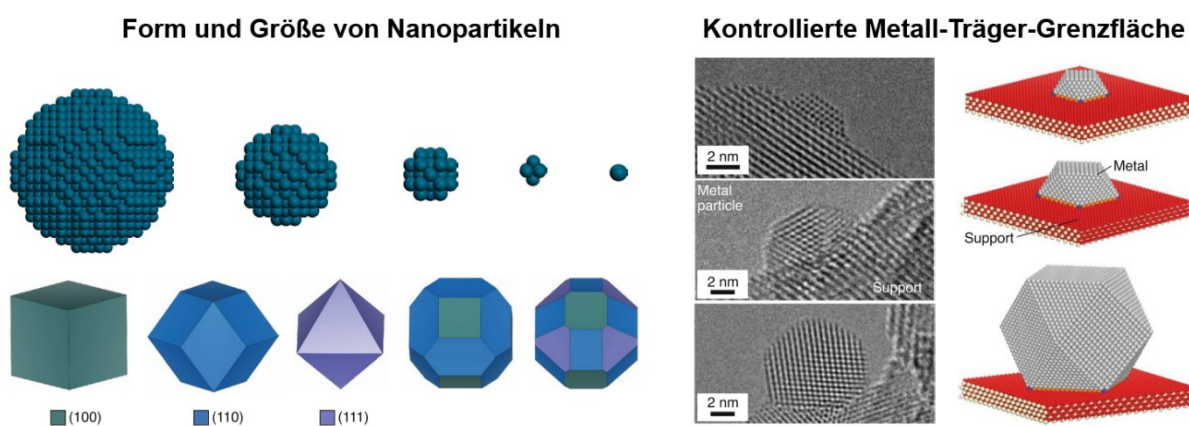 Form und Größe von Nanopartikeln
Kontrollierte Metall-Träger-Grenzfläche
2 nm
Metal
particle
2 nm
Support
2 nm
Metal
Support
(100)
(110)
(111)